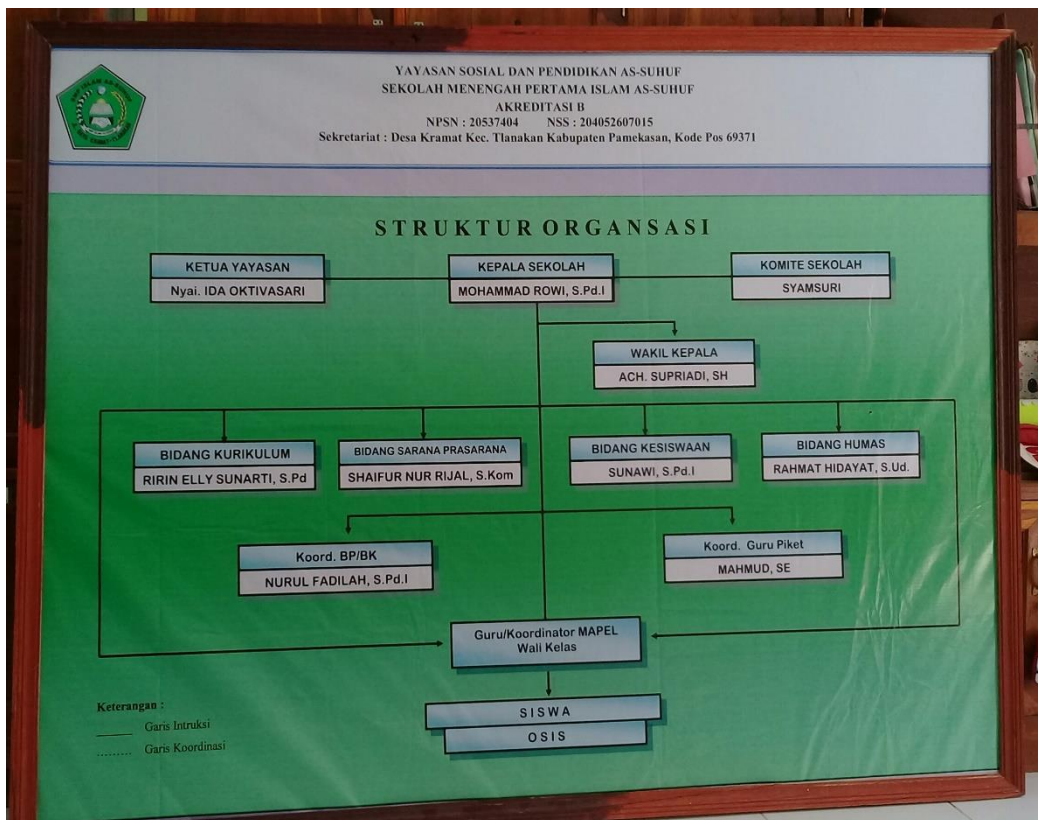 YAYASAN SOSIAL DAN PENDIDIKAN AS-SUHUF
SEKOLAH MENENGAH PERTAMA ISLAM AS-SUHUF
AKREDITASI B
NPSN : 20537404 NSS : 204052607015
Sekretariat : Desa Kramat Kec. Tlanakan Kabupaten Pamekasan, Kode Pos 69371
SMP ISLAM AS-SUHUF
STRUKTUR ORGANSASI
KETUA YAYASAN
Nyai. IDA OKTIVASARI
KEPALA SEKOLAH
MOHAMMAD ROWI, S.Pd.I
KOMITE SEKOLAH
SYAMSURI
WAKIL KEPALA
ACH. SUPRIADI, SH
BIDANG KURIKULUM
RIRIN ELLY SUNARTI, S.Pd
BIDANG SARANA PRASARANA
SHAIFUR NUR RIJAL, S.Kom
BIDANG KESISWAAN
SUNAWI, S.Pd.I
BIDANG HUMAS
RAHMAT HIDAYAT, S.Ud.
Koord. BP/BK
NURUL FADILAH, S.Pd.I
Koord. Guru Piket
MAHMUD, SE
Guru/Koordinator MAPEL
Wali Kelas
SISWA
OSIS
Keterangan :
Garis Intruksi
Garis Koordinasi